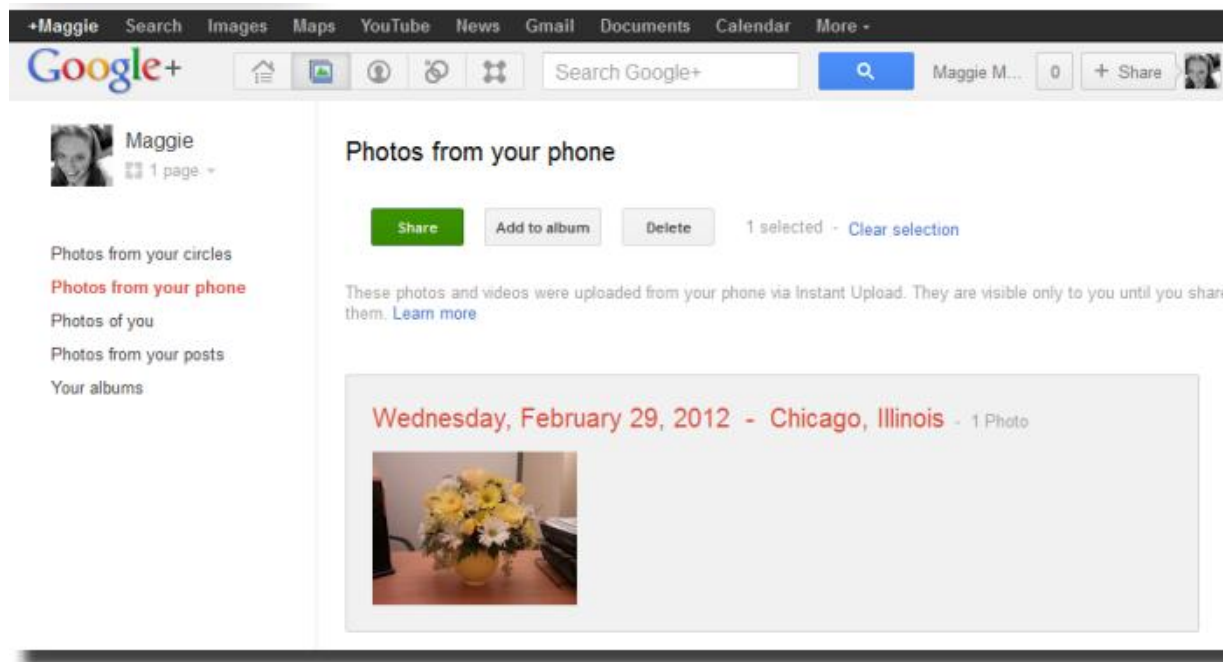 +Maggie Search Images Maps YouTube News Gmail Documents Calendar More
Google+ Search Google+ Maggie M... 0 + Share
Maggie
1 page
Photos from your circles
Photos from your phone
Photos of you
Photos from your posts
Your albums
Photos from your phone
Share Add to album Delete 1 selected - Clear selection
These photos and videos were uploaded from your phone via Instant Upload. They are visible only to you until you share
them. Learn more
Wednesday, February 29, 2012 - Chicago, Illinois - 1 Photo